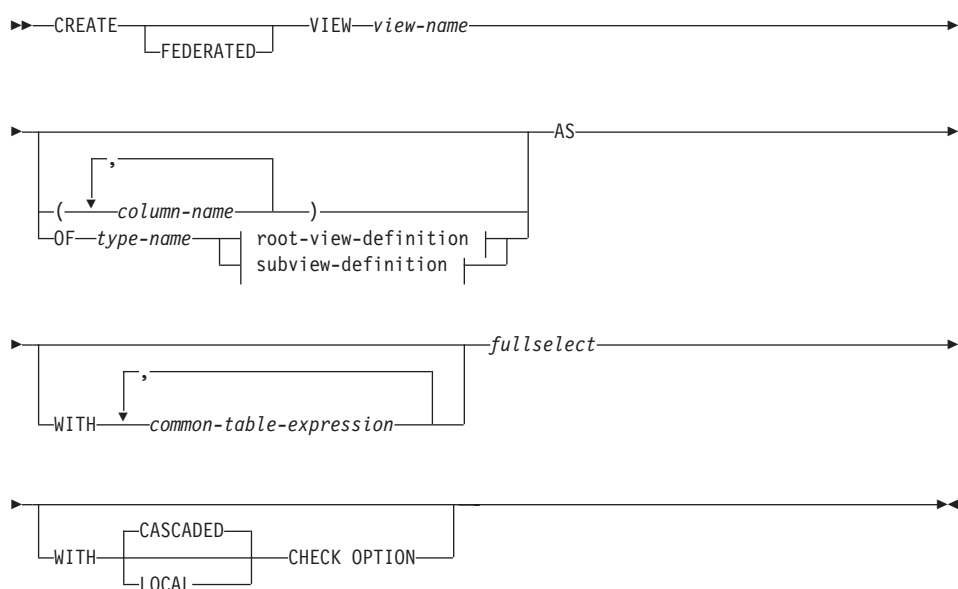 CREATE VIEW view-name
FEDERATED
AS
,
( column-name )
OF type-name root-view-definition
subview-definition
fullselect
,
WITH common-table-expression
CASCADED
WITH CHECK OPTION
LOCAL